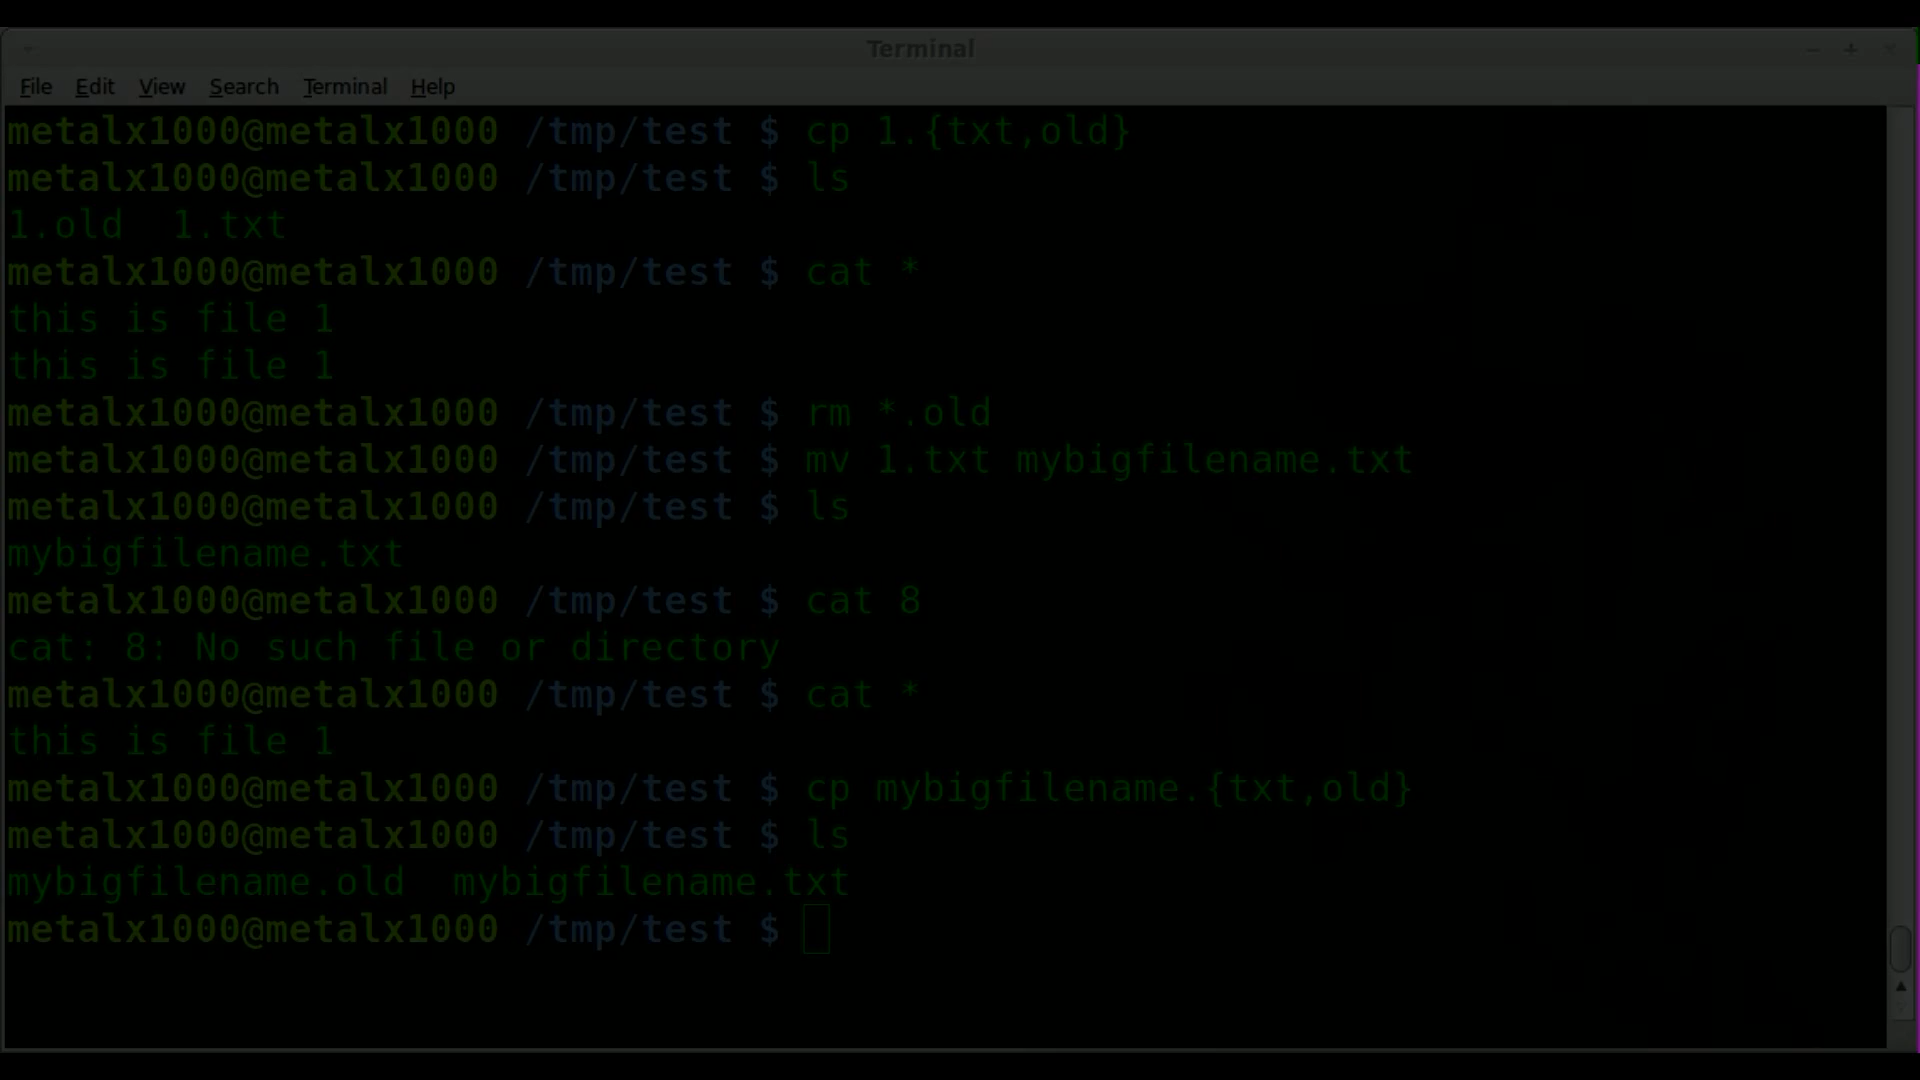 Terminal
File Edit View Search Terminal Help
metalx1000@metalx1000 /tmp/test $ cp 1.{txt,old}
metalx1000@metalx1000 /tmp/test $ ls
1.old  1.txt
metalx1000@metalx1000 /tmp/test $ cat *
this is file 1
this is file 1
metalx1000@metalx1000 /tmp/test $ rm *.old
metalx1000@metalx1000 /tmp/test $ mv 1.txt mybigfilename.txt
metalx1000@metalx1000 /tmp/test $ ls
mybigfilename.txt
metalx1000@metalx1000 /tmp/test $ cat 8
cat: 8: No such file or directory
metalx1000@metalx1000 /tmp/test $ cat *
this is file 1
metalx1000@metalx1000 /tmp/test $ cp mybigfilename.{txt,old}
metalx1000@metalx1000 /tmp/test $ ls
mybigfilename.old  mybigfilename.txt
metalx1000@metalx1000 /tmp/test $